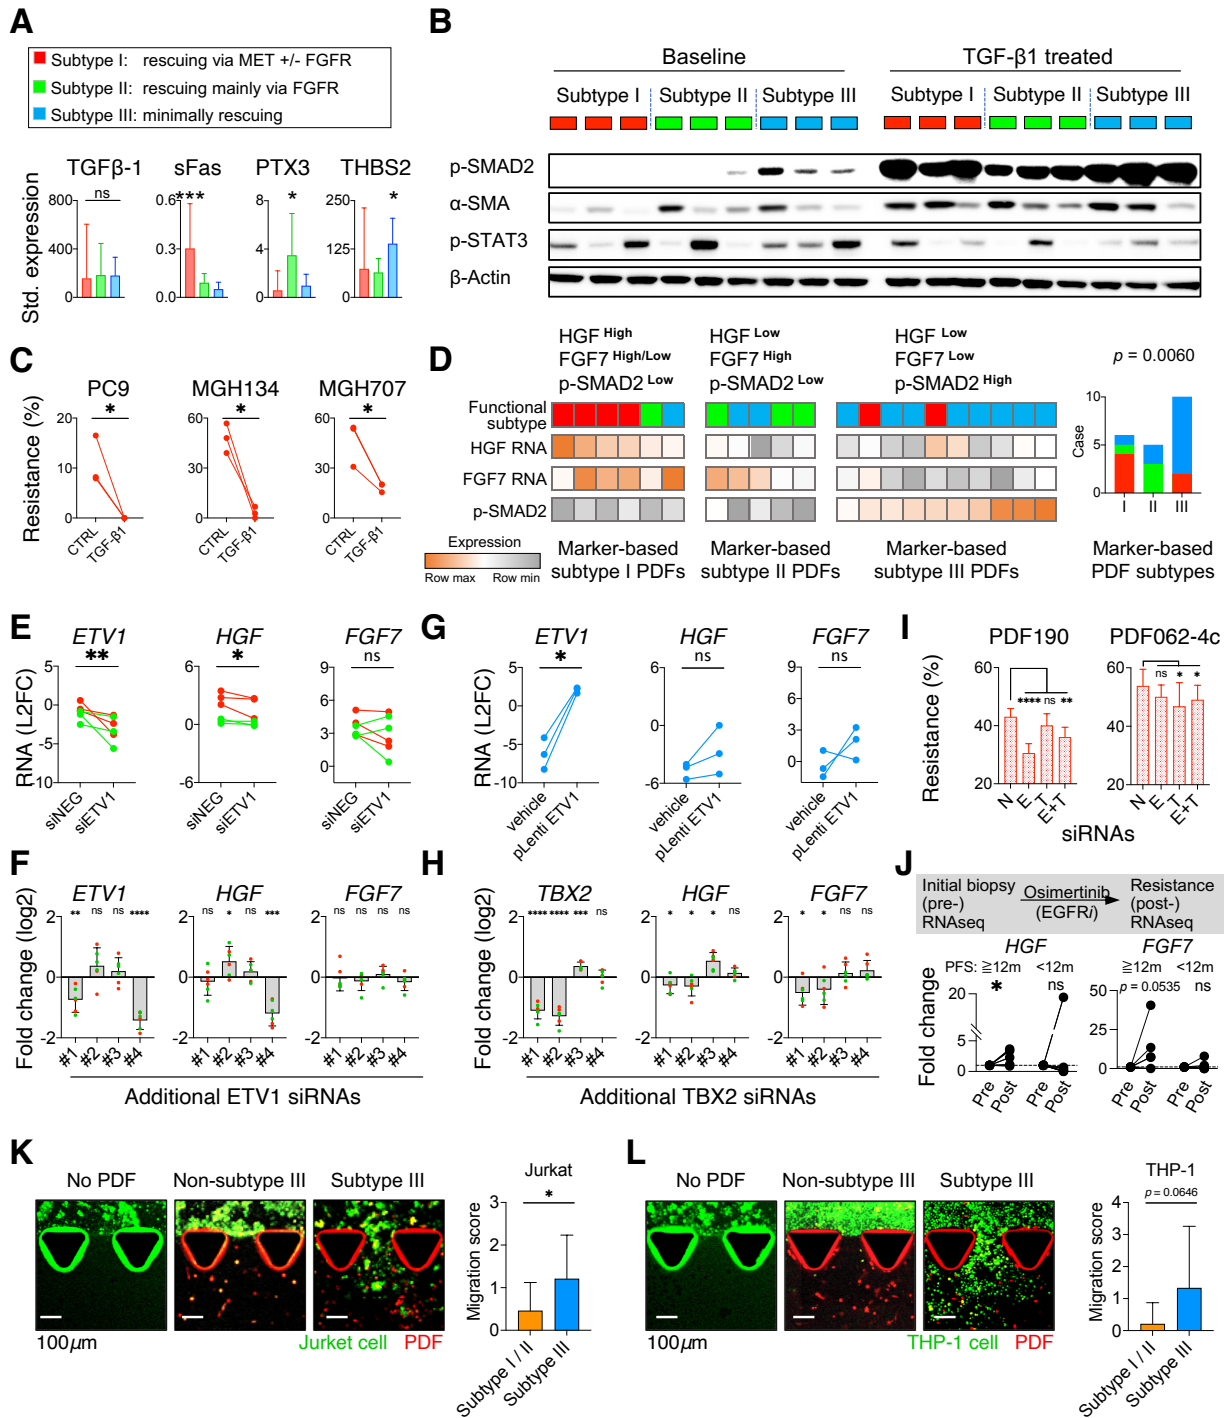 A
Subtype I: rescuing via MET +/- FGFR
Subtype II: rescuing mainly via FGFR
Subtype III: minimally rescuing
TGFβ-1 sFas PTX3 THBS2
Std. expression
800 400 0 ns
0.6 0.3 0.0 ***
8 4 0 *
250 125 0 *
B
Baseline TGF-β1 treated
Subtype I Subtype II Subtype III Subtype I Subtype II Subtype III
p-SMAD2
α-SMA
p-STAT3
β-Actin
C
PC9 MGH134 MGH707
Resistance (%)
20 10 0 *
60 30 0 *
60 30 0 *
CTRL TGF-β1 CTRL TGF-β1 CTRL TGF-β1
D
HGF High HGF Low HGF Low
FGF7 High/Low FGF7 High FGF7 Low
p-SMAD2 Low p-SMAD2 Low p-SMAD2 High
p = 0.0060
Functional subtype
HGF RNA
FGF7 RNA
p-SMAD2
Expression
Row max Row min
Marker-based subtype I PDFs
Marker-based subtype II PDFs
Marker-based subtype III PDFs
Case
10 5 0
I II III
Marker-based PDF subtypes
E
ETV1 HGF FGF7
RNA (L2FC)
5 0 -5 -10 **
6 0 -6 *
9 6 3 0 ns
siNEG siETV1 siNEG siETV1 siNEG siETV1
G
ETV1 HGF FGF7
RNA (L2FC)
5 0 -5 -10 *
6 0 -6 ns
9 6 3 0 ns
vehicle pLenti ETV1 vehicle pLenti ETV1 vehicle pLenti ETV1
I
PDF190 PDF062-4c
Resistance (%)
60 40 20 **** ns **
60 40 20 ns * *
N E T E+T N E T E+T
siRNAs
F
ETV1 HGF FGF7
Fold change (log2)
2 0 -2 ** ns ns ****
2 0 -2 ns * ns ***
2 0 -2 ns ns ns ns
#1 #2 #3 #4 #1 #2 #3 #4 #1 #2 #3 #4
Additional ETV1 siRNAs
H
TBX2 HGF FGF7
Fold change (log2)
2 0 -2 **** **** *** ns
2 0 -2 * * * ns
2 0 -2 * * ns ns
#1 #2 #3 #4 #1 #2 #3 #4 #1 #2 #3 #4
Additional TBX2 siRNAs
J
Initial biopsy (pre-) RNAseq
Osimertinib (EGFRi)
Resistance (post-) RNAseq
HGF FGF7
PFS: ≧12m <12m ≧12m <12m
* ns p = 0.0535 ns
Fold change
20 5 0
50 25 0
Pre Post Pre Post Pre Post Pre Post
K
No PDF Non-subtype III Subtype III
100μm
Jurket cell PDF
Jurkat
*
Migration score
3 2 1 0
Subtype I / II Subtype III
L
No PDF Non-subtype III Subtype III
100μm
THP-1 cell PDF
THP-1
p = 0.0646
Migration score
4 3 2 1 0
Subtype I / II Subtype III